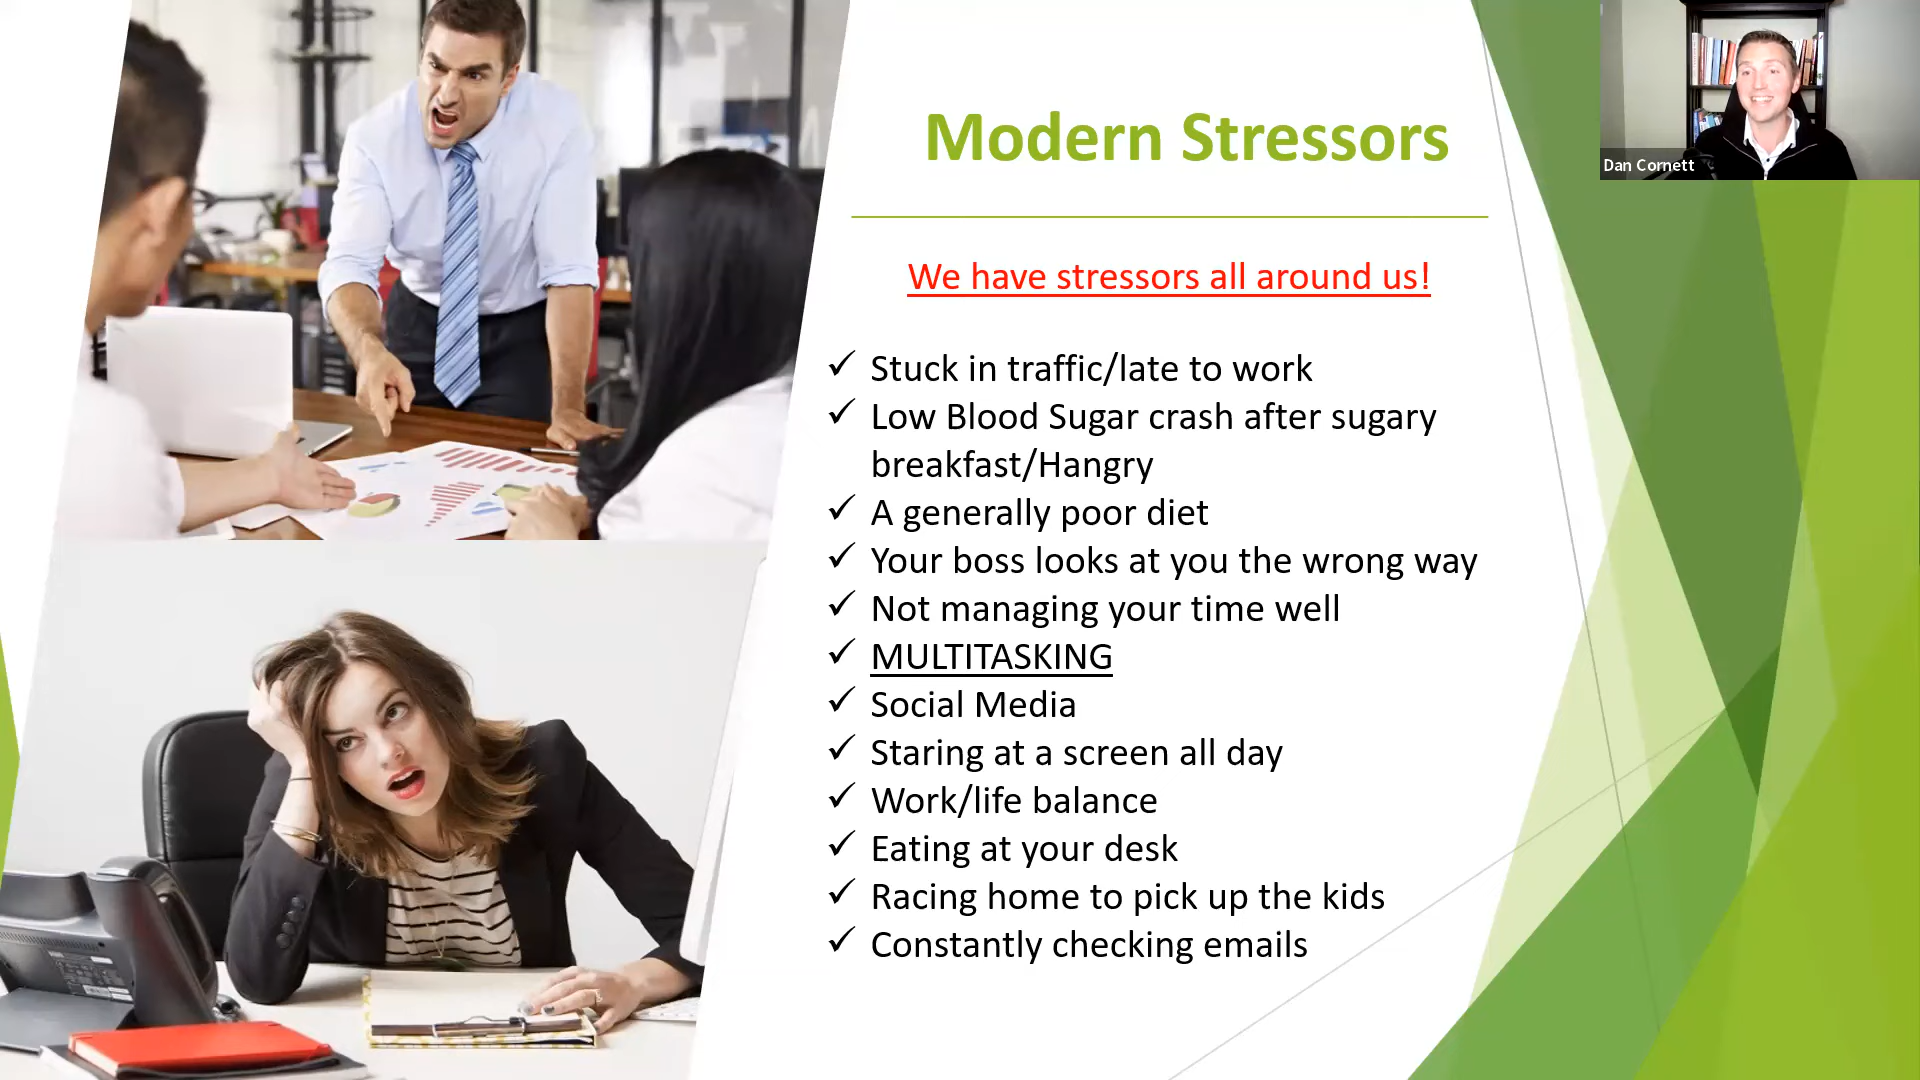 Modern Stressors
Dan Cornett
We have stressors all around us!
✓ Stuck in traffic/late to work
✓ Low Blood Sugar crash after sugary
breakfast/Hangry
✓ A generally poor diet
✓ Your boss looks at you the wrong way
✓ Not managing your time well
✓ MULTITASKING
✓ Social Media
✓ Staring at a screen all day
✓ Work/life balance
✓ Eating at your desk
✓ Racing home to pick up the kids
✓ Constantly checking emails